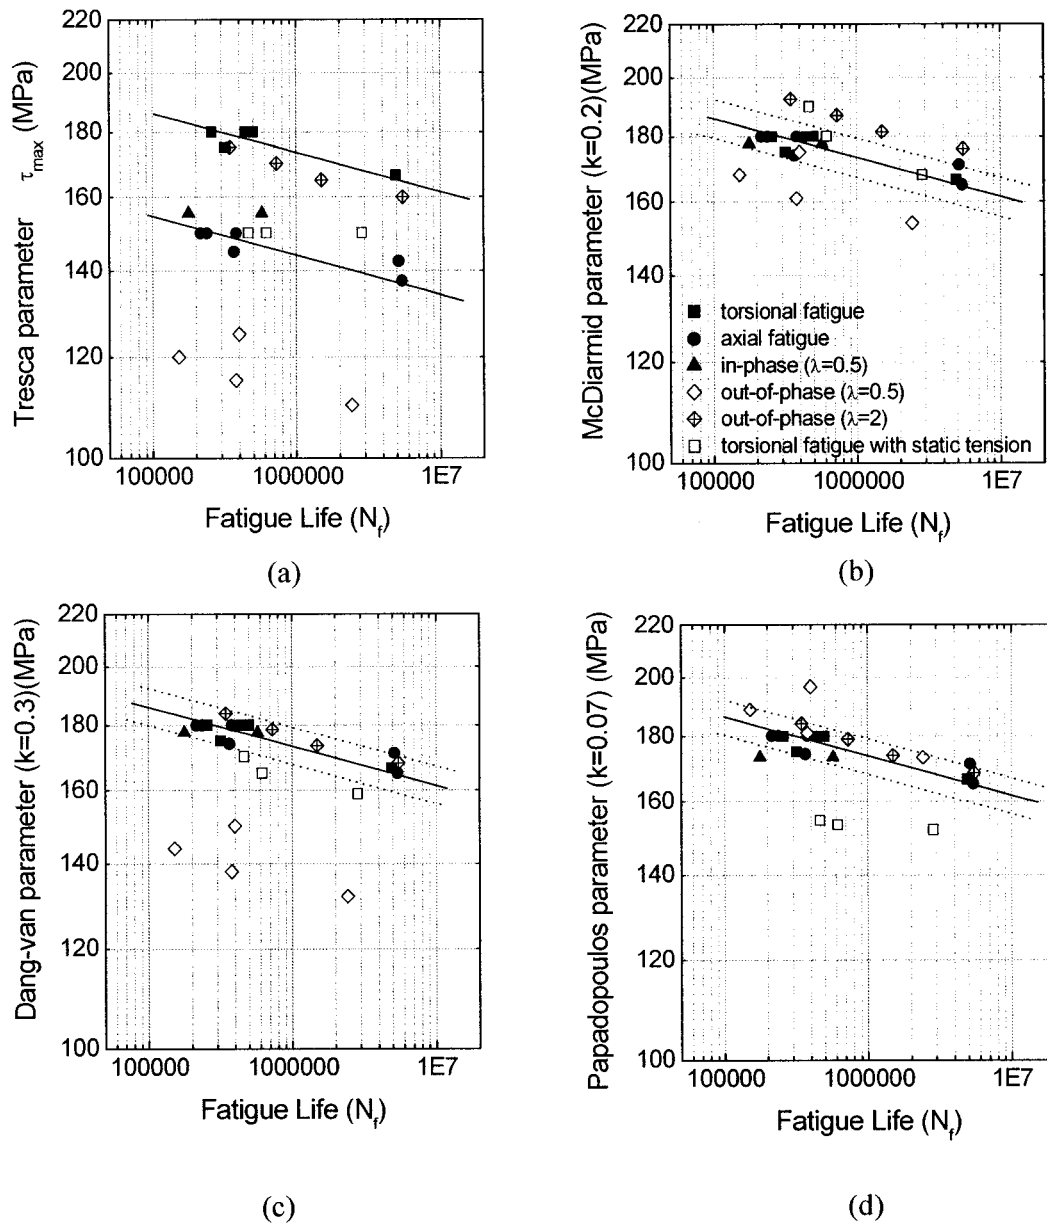 220
200
180
160
140
120
100
Tresca parameter τmax (MPa)
100000 1000000 1E7
Fatigue Life (Nf)
(a)
220
200
180
160
140
120
100
McDiarmid parameter (k=0.2)(MPa)
torsional fatigue
axial fatigue
in-phase (λ=0.5)
out-of-phase (λ=0.5)
out-of-phase (λ=2)
torsional fatigue with static tension
100000 1000000 1E7
Fatigue Life (Nf)
(b)
220
200
180
160
140
120
100
Dang-van parameter (k=0.3)(MPa)
100000 1000000 1E7
Fatigue Life (Nf)
(c)
220
200
180
160
140
120
100
Papadopoulos parameter (k=0.07) (MPa)
100000 1000000 1E7
Fatigue Life (Nf)
(d)